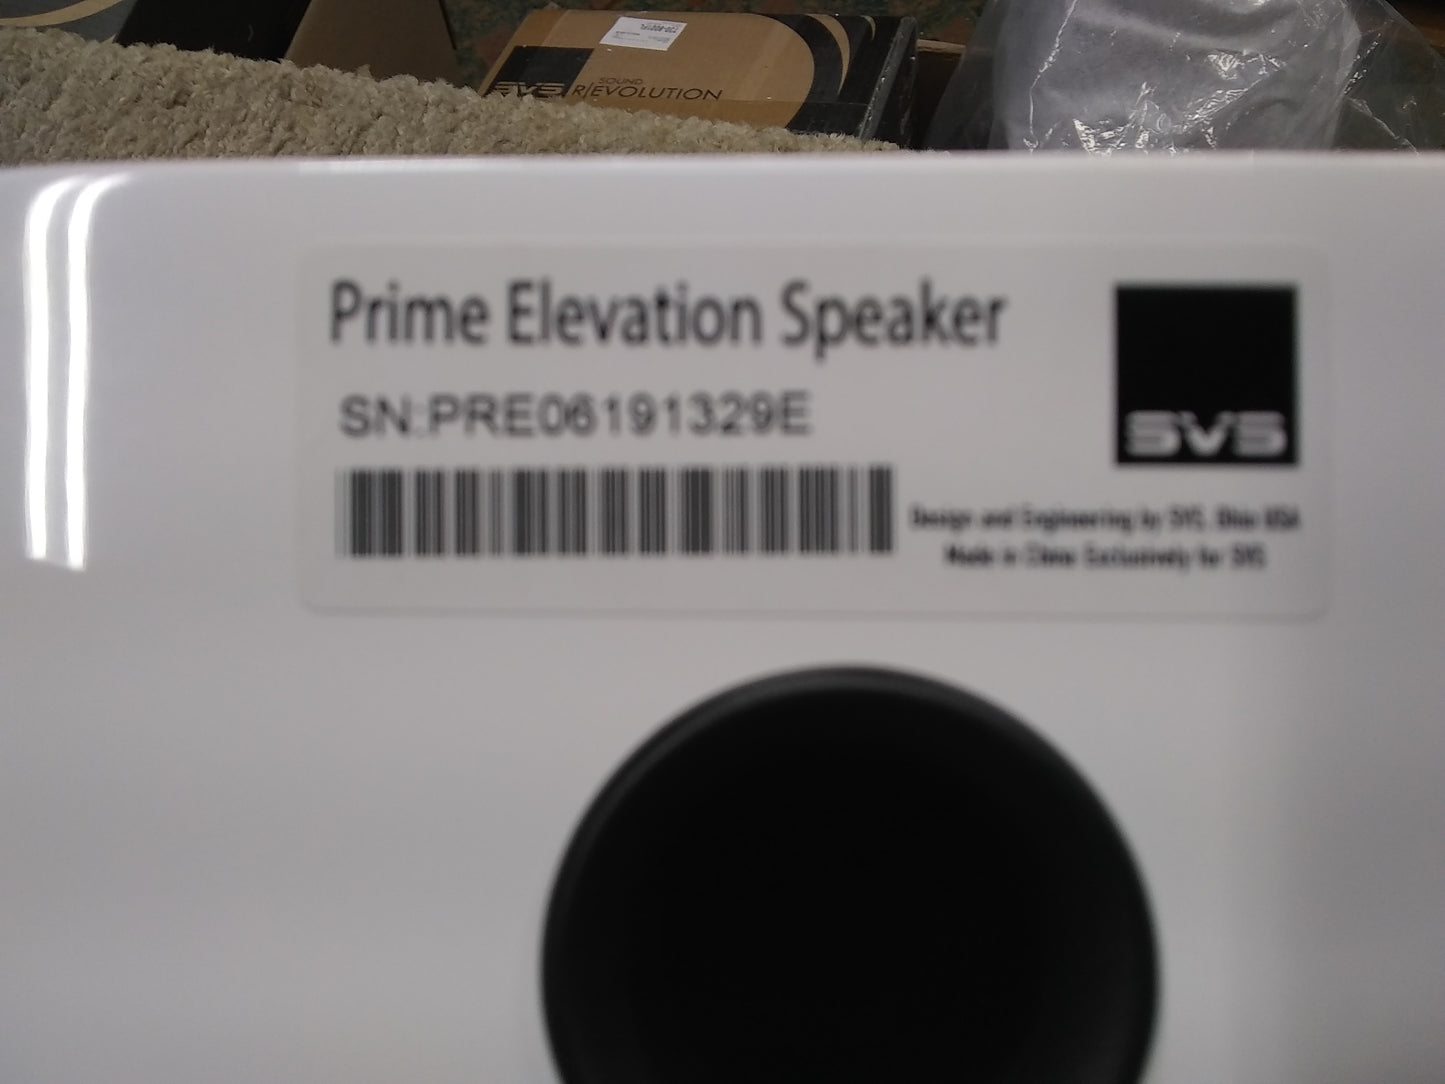 SVS SOUND
R|EVOLUTION
Prime Elevation Speaker
SVS
SN:PRE06191329E
Design and Engineering by SVS, Ohio USA
Made in China Exclusively for SVS